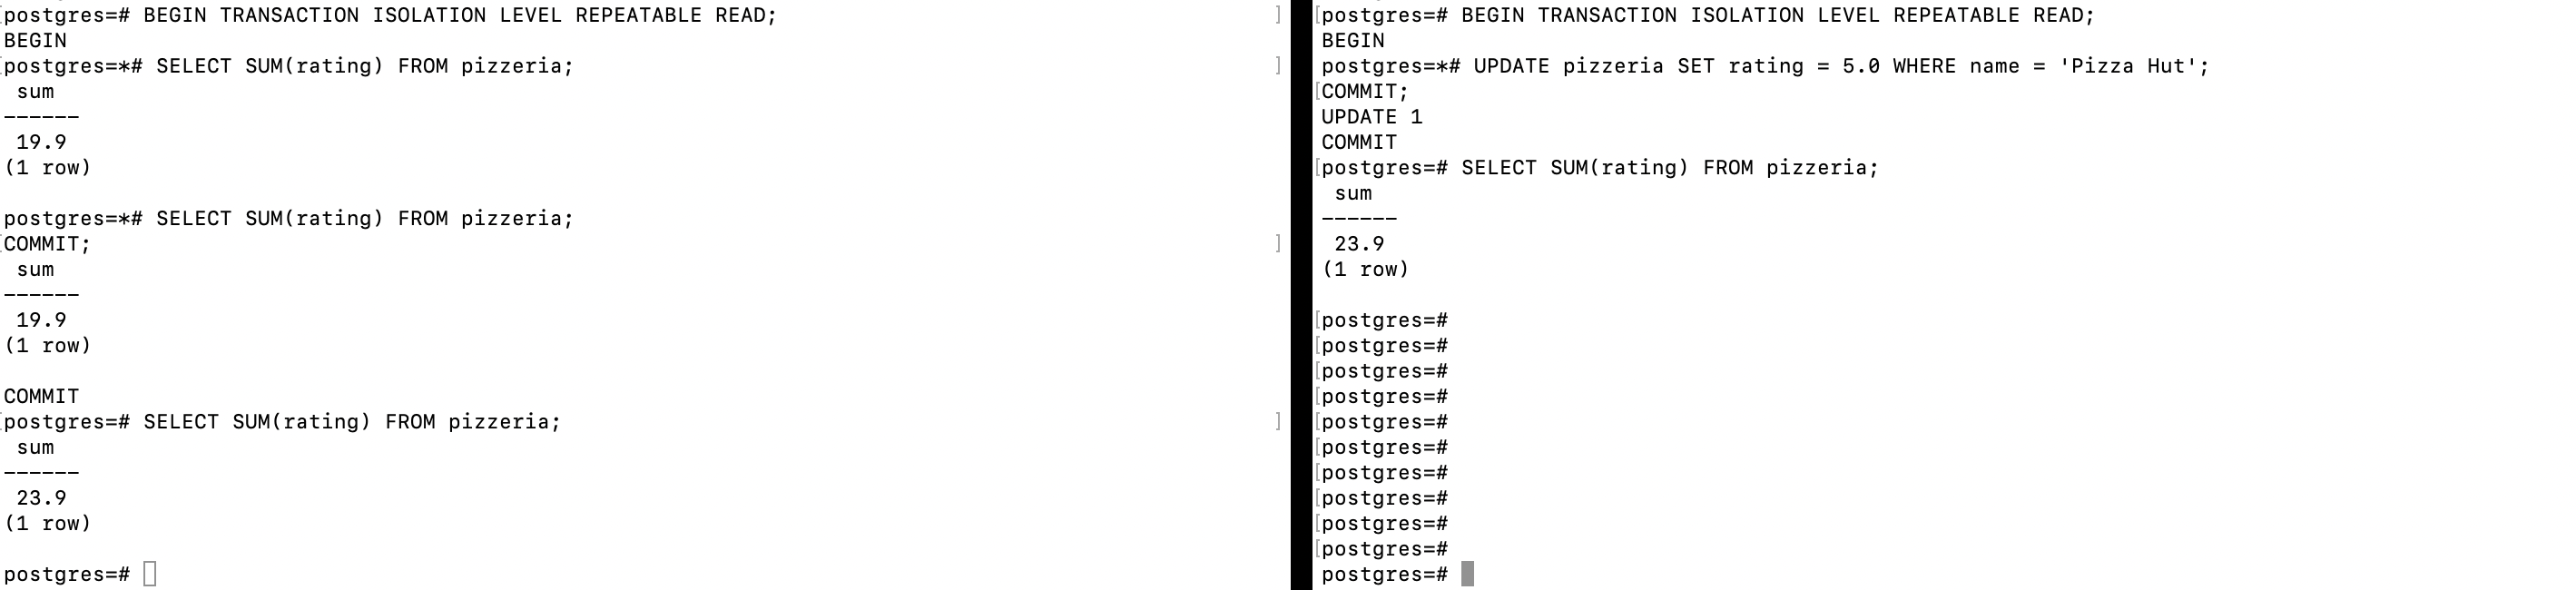 postgres=# BEGIN TRANSACTION ISOLATION LEVEL REPEATABLE READ;
BEGIN
postgres=*# SELECT SUM(rating) FROM pizzeria;
sum
------
19.9
(1 row)
postgres=*# SELECT SUM(rating) FROM pizzeria;
COMMIT;
sum
------
19.9
(1 row)
COMMIT
postgres=# SELECT SUM(rating) FROM pizzeria;
sum
------
23.9
(1 row)
postgres=#
postgres=# BEGIN TRANSACTION ISOLATION LEVEL REPEATABLE READ;
BEGIN
postgres=*# UPDATE pizzeria SET rating = 5.0 WHERE name = 'Pizza Hut';
COMMIT;
UPDATE 1
COMMIT
postgres=# SELECT SUM(rating) FROM pizzeria;
sum
------
23.9
(1 row)
postgres=#
postgres=#
postgres=#
postgres=#
postgres=#
postgres=#
postgres=#
postgres=#
postgres=#
postgres=#
postgres=#